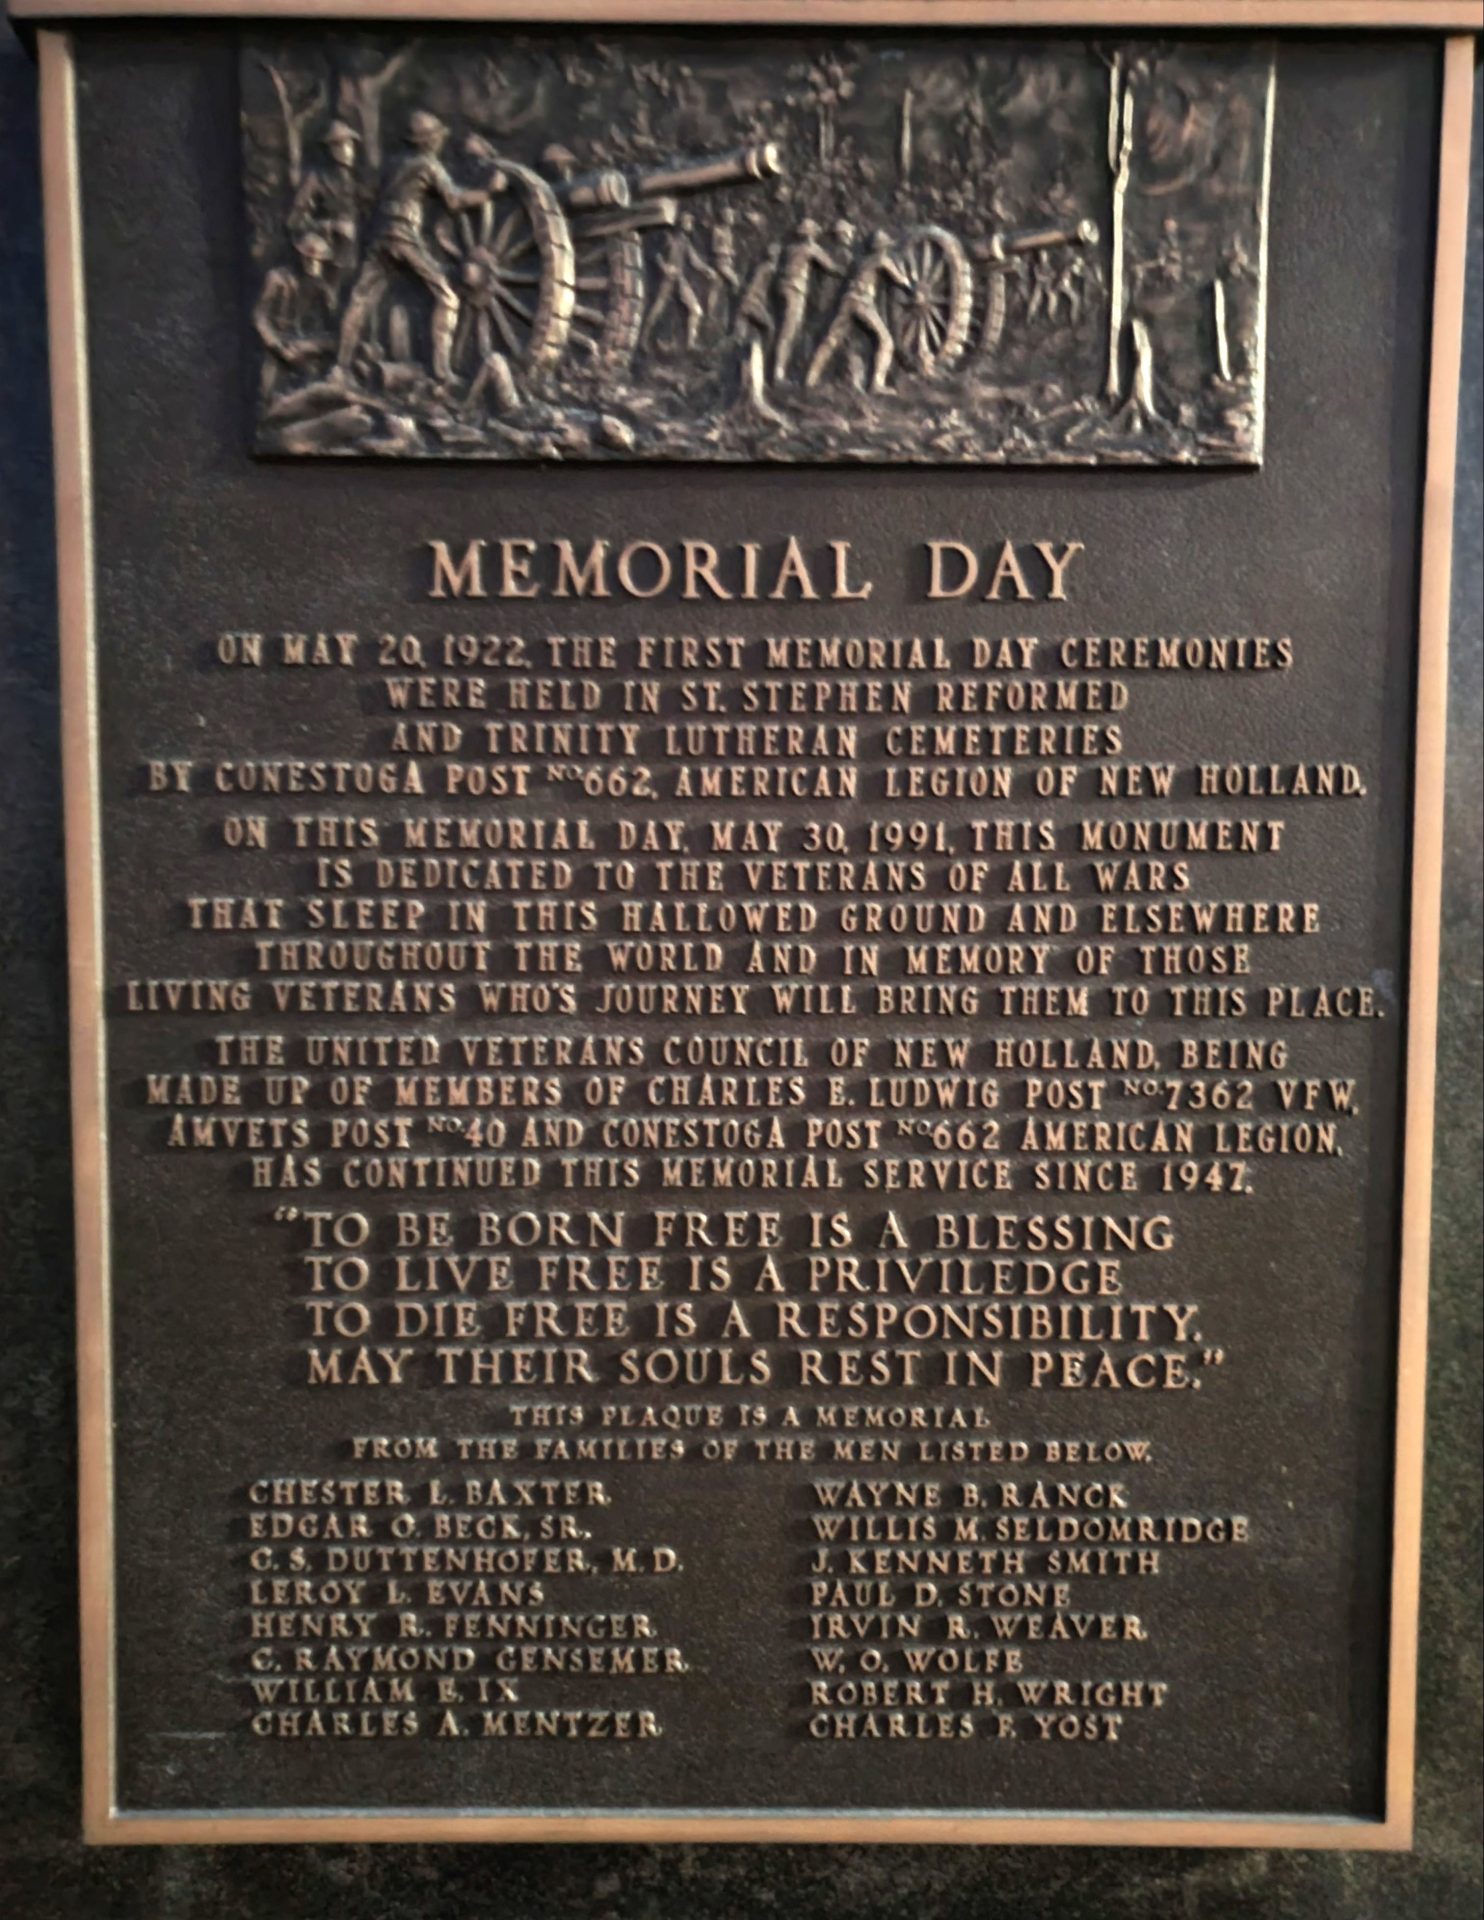 MEMORIAL DAY
ON MAY 20, 1922, THE FIRST MEMORIAL DAY CEREMONIES
WERE HELD IN ST. STEPHEN REFORMED
AND TRINITY LUTHERAN CEMETERIES
BY CONESTOGA POST NO. 662, AMERICAN LEGION OF NEW HOLLAND.
ON THIS MEMORIAL DAY, MAY 30, 1991, THIS MONUMENT
IS DEDICATED TO THE VETERANS OF ALL WARS
THAT SLEEP IN THIS HALLOWED GROUND AND ELSEWHERE
THROUGHOUT THE WORLD AND IN MEMORY OF THOSE
LIVING VETERANS WHO'S JOURNEY WILL BRING THEM TO THIS PLACE.
THE UNITED VETERANS COUNCIL OF NEW HOLLAND, BEING
MADE UP OF MEMBERS OF CHARLES E. LUDWIG POST NO. 7362 VFW,
AMVETS POST NO. 40 AND CONESTOGA POST NO. 662 AMERICAN LEGION,
HAS CONTINUED THIS MEMORIAL SERVICE SINCE 1947.
"TO BE BORN FREE IS A BLESSING
TO LIVE FREE IS A PRIVILEDGE
TO DIE FREE IS A RESPONSIBILITY.
MAY THEIR SOULS REST IN PEACE."
THIS PLAQUE IS A MEMORIAL
FROM THE FAMILIES OF THE MEN LISTED BELOW.
CHESTER L. BAXTER
EDGAR O. BECK, SR.
C. S. DUTTENHOFER, M. D.
LEROY L. EVANS
HENRY R. FENNINGER
C. RAYMOND GENSEMER
WILLIAM E. IX
CHARLES A. MENTZER
WAYNE B. RANCK
WILLIS M. SELDOMRIDGE
J. KENNETH SMITH
PAUL D. STONE
IRVIN R. WEAVER
W. O. WOLFE
ROBERT H. WRIGHT
CHARLES F. YOST